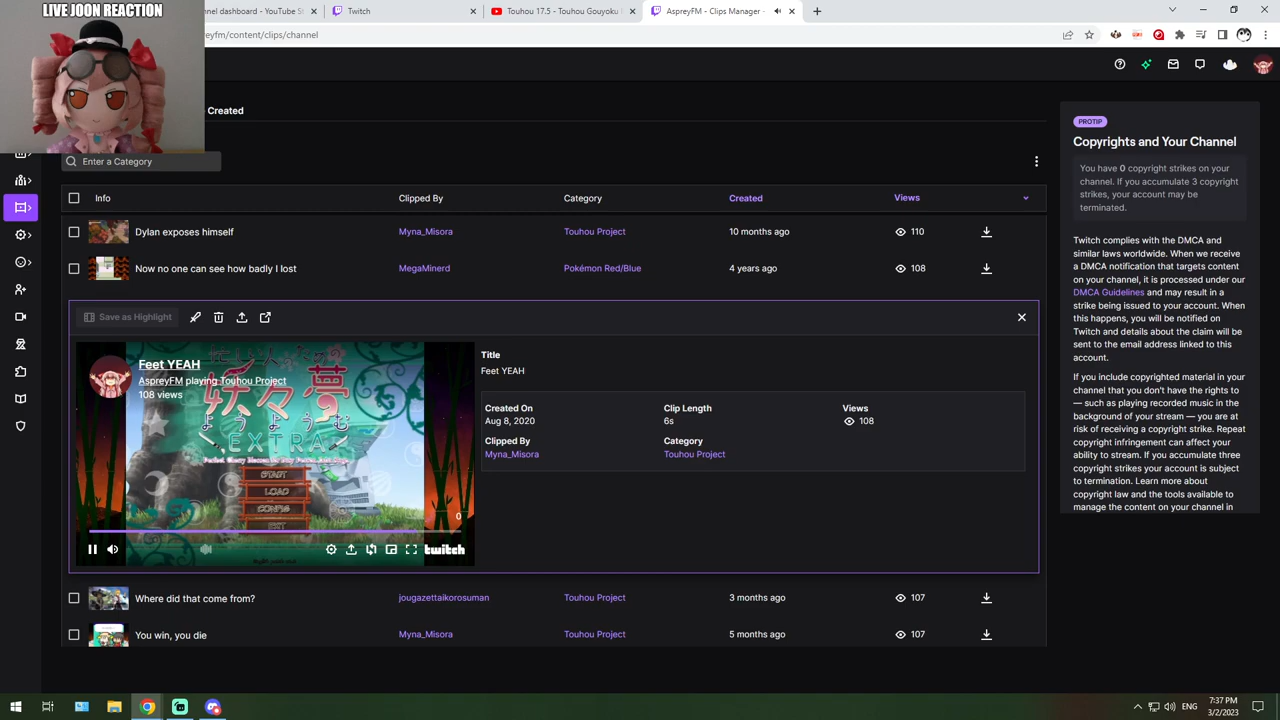 LIVE JOON REACTION
nnel dashboard - YouTube S
Twitch
Touhou 17.5 - Touhou Gouyoku
AspreyFM - Clips Manager -
eyfm/content/clips/channel
Created
Enter a Category
Info
Clipped By
Category
Created
Views
Dylan exposes himself
Myna_Misora
Touhou Project
10 months ago
110
Now no one can see how badly I lost
MegaMinerd
Pokémon Red/Blue
4 years ago
108
Save as Highlight
Feet YEAH
AspreyFM playing Touhou Project
108 views
妖々夢
ようようむ
EXTRA
START
LOAD
CONFIG
EXIT
0
twitch
Title
Feet YEAH
Created On
Clip Length
Views
Aug 8, 2020
6s
108
Clipped By
Category
Myna_Misora
Touhou Project
Where did that come from?
jougazettaikorosuman
Touhou Project
3 months ago
107
You win, you die
Myna_Misora
Touhou Project
5 months ago
107
PROTIP
Copyrights and Your Channel
You have 0 copyright strikes on
your channel. If you accumulate 3 copyright
strikes, your account may be
terminated.
Twitch complies with the DMCA and
similar laws worldwide. When we receive
a DMCA notification that targets content
on your channel, it is processed under our
DMCA Guidelines and may result in a
strike being issued to your account. When
this happens, you will be notified on
Twitch and details about the claim will be
sent to the email address linked to this
account.
If you include copyrighted material in your
channel that you don't have the rights to
— such as playing recorded music in the
background of your stream — you are at
risk of receiving a copyright strike. Repeat
copyright infringement can affect your
ability to stream. If you accumulate three
copyright strikes your account is subject
to termination. Learn more about
copyright law and the tools available to
manage the content on your channel in
ENG
7:37 PM
3/2/2023